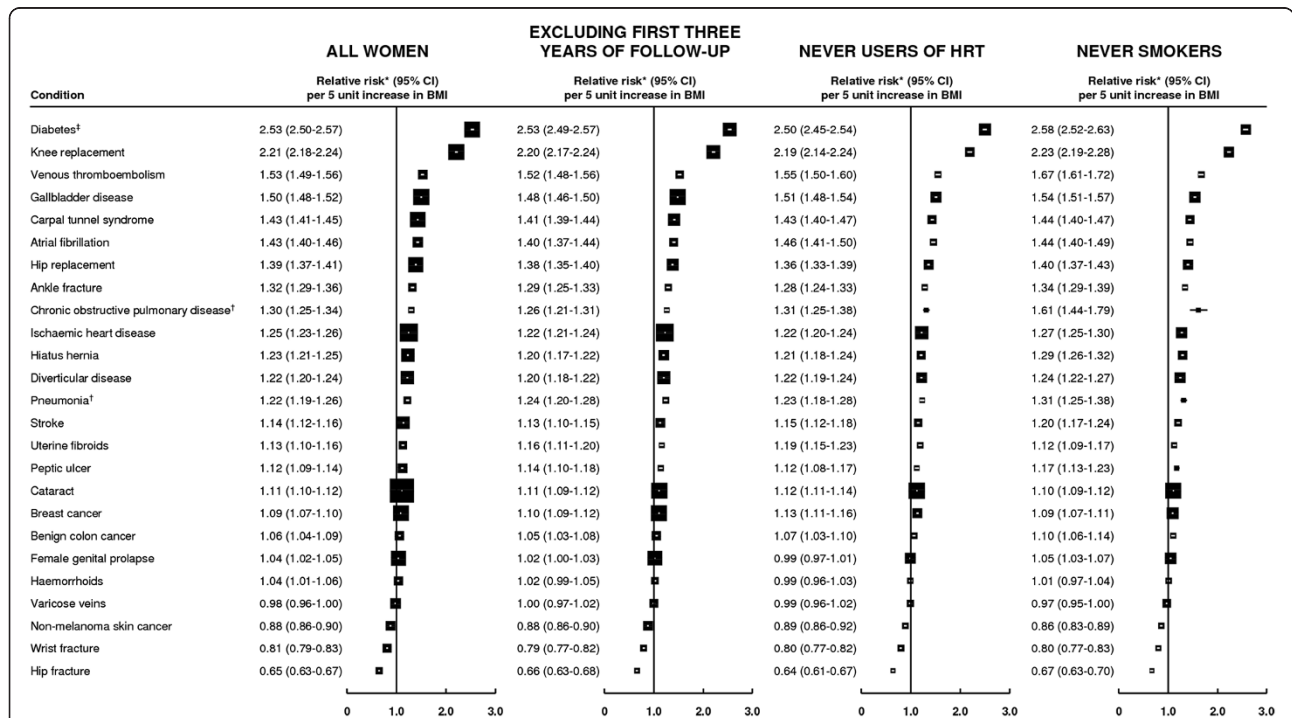 ALL WOMEN
EXCLUDING FIRST THREE
YEARS OF FOLLOW-UP
NEVER USERS OF HRT
NEVER SMOKERS
Condition
Relative risk* (95% CI)
per 5 unit increase in BMI
Relative risk* (95% CI)
per 5 unit increase in BMI
Relative risk* (95% CI)
per 5 unit increase in BMI
Relative risk* (95% CI)
per 5 unit increase in BMI
Diabetes‡ 2.53 (2.50-2.57) 2.53 (2.49-2.57) 2.50 (2.45-2.54) 2.58 (2.52-2.63)
Knee replacement 2.21 (2.18-2.24) 2.20 (2.17-2.24) 2.19 (2.14-2.24) 2.23 (2.19-2.28)
Venous thromboembolism 1.53 (1.49-1.56) 1.52 (1.48-1.56) 1.55 (1.50-1.60) 1.67 (1.61-1.72)
Gallbladder disease 1.50 (1.48-1.52) 1.48 (1.46-1.50) 1.51 (1.48-1.54) 1.54 (1.51-1.57)
Carpal tunnel syndrome 1.43 (1.41-1.45) 1.41 (1.39-1.44) 1.43 (1.40-1.47) 1.44 (1.40-1.47)
Atrial fibrillation 1.43 (1.40-1.46) 1.40 (1.37-1.44) 1.46 (1.41-1.50) 1.44 (1.40-1.49)
Hip replacement 1.39 (1.37-1.41) 1.38 (1.35-1.40) 1.36 (1.33-1.39) 1.40 (1.37-1.43)
Ankle fracture 1.32 (1.29-1.36) 1.29 (1.25-1.33) 1.28 (1.24-1.33) 1.34 (1.29-1.39)
Chronic obstructive pulmonary disease† 1.30 (1.25-1.34) 1.26 (1.21-1.31) 1.31 (1.25-1.38) 1.61 (1.44-1.79)
Ischaemic heart disease 1.25 (1.23-1.26) 1.22 (1.21-1.24) 1.22 (1.20-1.24) 1.27 (1.25-1.30)
Hiatus hernia 1.23 (1.21-1.25) 1.20 (1.17-1.22) 1.21 (1.18-1.24) 1.29 (1.26-1.32)
Diverticular disease 1.22 (1.20-1.24) 1.20 (1.18-1.22) 1.22 (1.19-1.24) 1.24 (1.22-1.27)
Pneumonia† 1.22 (1.19-1.26) 1.24 (1.20-1.28) 1.23 (1.18-1.28) 1.31 (1.25-1.38)
Stroke 1.14 (1.12-1.16) 1.13 (1.10-1.15) 1.15 (1.12-1.18) 1.20 (1.17-1.24)
Uterine fibroids 1.13 (1.10-1.16) 1.16 (1.11-1.20) 1.19 (1.15-1.23) 1.12 (1.09-1.17)
Peptic ulcer 1.12 (1.09-1.14) 1.14 (1.10-1.18) 1.12 (1.08-1.17) 1.17 (1.13-1.23)
Cataract 1.11 (1.10-1.12) 1.11 (1.09-1.12) 1.12 (1.11-1.14) 1.10 (1.09-1.12)
Breast cancer 1.09 (1.07-1.10) 1.10 (1.09-1.12) 1.13 (1.11-1.16) 1.09 (1.07-1.11)
Benign colon cancer 1.06 (1.04-1.09) 1.05 (1.03-1.08) 1.07 (1.03-1.10) 1.10 (1.06-1.14)
Female genital prolapse 1.04 (1.02-1.05) 1.02 (1.00-1.03) 0.99 (0.97-1.01) 1.05 (1.03-1.07)
Haemorrhoids 1.04 (1.01-1.06) 1.02 (0.99-1.05) 0.99 (0.96-1.03) 1.01 (0.97-1.04)
Varicose veins 0.98 (0.96-1.00) 1.00 (0.97-1.02) 0.99 (0.96-1.02) 0.97 (0.95-1.00)
Non-melanoma skin cancer 0.88 (0.86-0.90) 0.88 (0.86-0.90) 0.89 (0.86-0.92) 0.86 (0.83-0.89)
Wrist fracture 0.81 (0.79-0.83) 0.79 (0.77-0.82) 0.80 (0.77-0.82) 0.80 (0.77-0.83)
Hip fracture 0.65 (0.63-0.67) 0.66 (0.63-0.68) 0.64 (0.61-0.67) 0.67 (0.63-0.70)
0 1.0 2.0 3.0 0 1.0 2.0 3.0 0 1.0 2.0 3.0 0 1.0 2.0 3.0